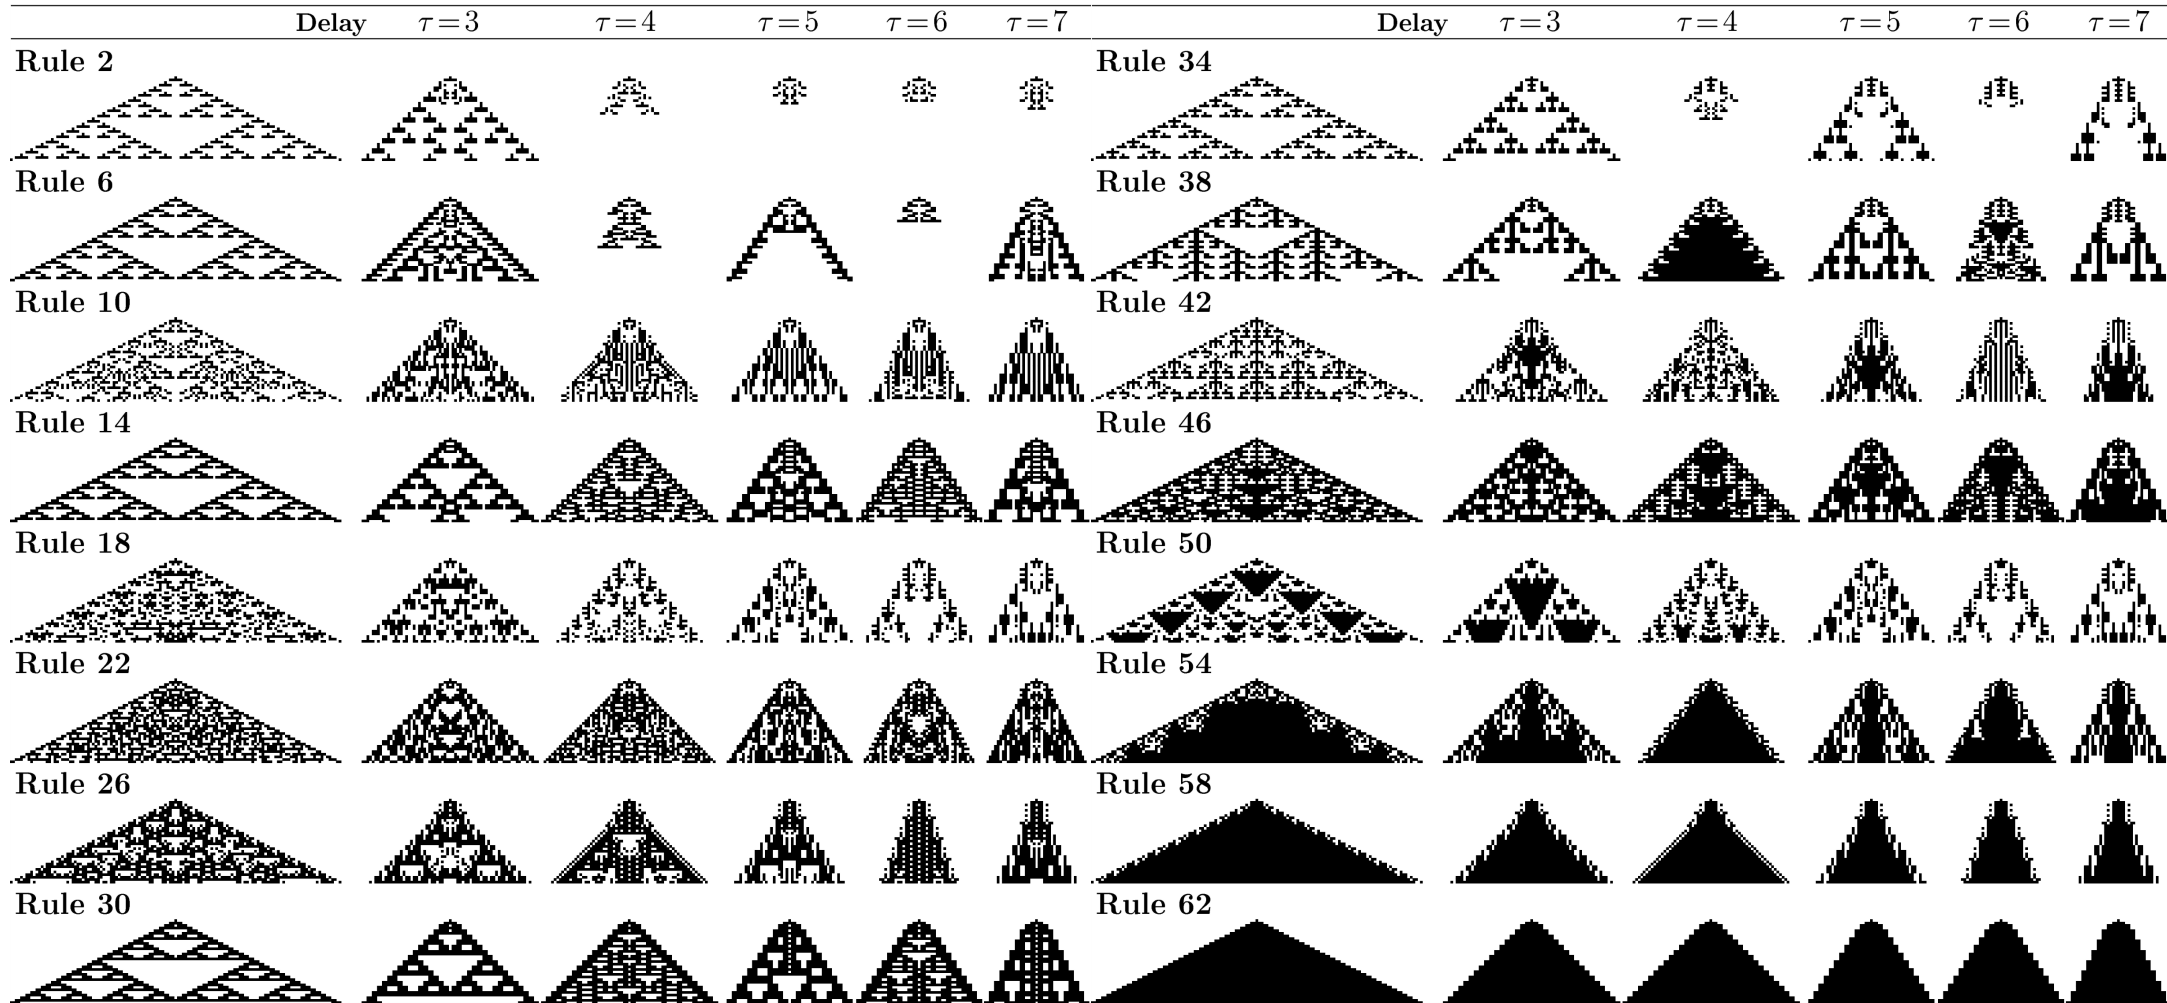 Delay τ=3 τ=4 τ=5 τ=6 τ=7 Delay τ=3 τ=4 τ=5 τ=6 τ=7
Rule 2 Rule 34
Rule 6 Rule 38
Rule 10 Rule 42
Rule 14 Rule 46
Rule 18 Rule 50
Rule 22 Rule 54
Rule 26 Rule 58
Rule 30 Rule 62